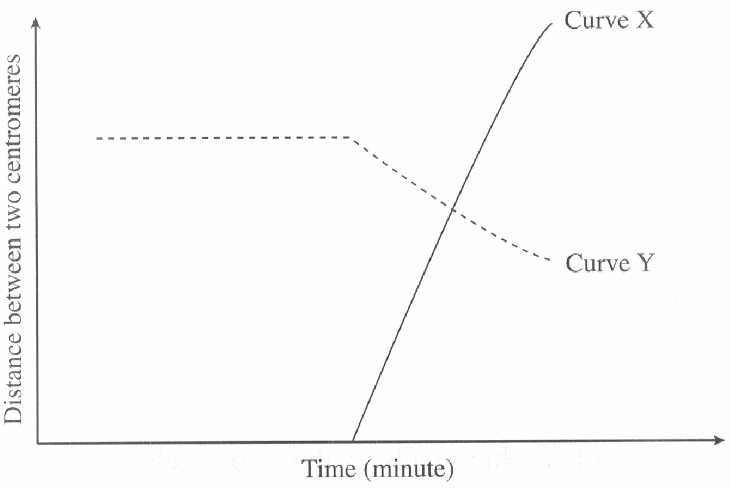 Curve X
Distance between two centromeres
Curve Y
Time (minute)